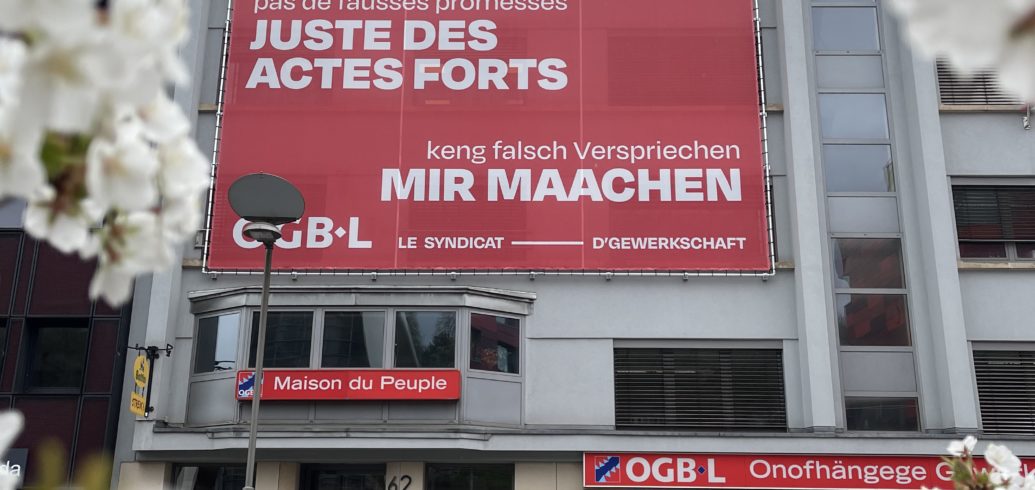 pas de fausses promesses
JUSTE DES
ACTES FORTS
keng falsch Verspriechen
MIR MAACHEN
OGB·L LE SYNDICAT — D'GEWERKSCHAFT
OGBL Maison du Peuple
62
OGB·L Onofhängege